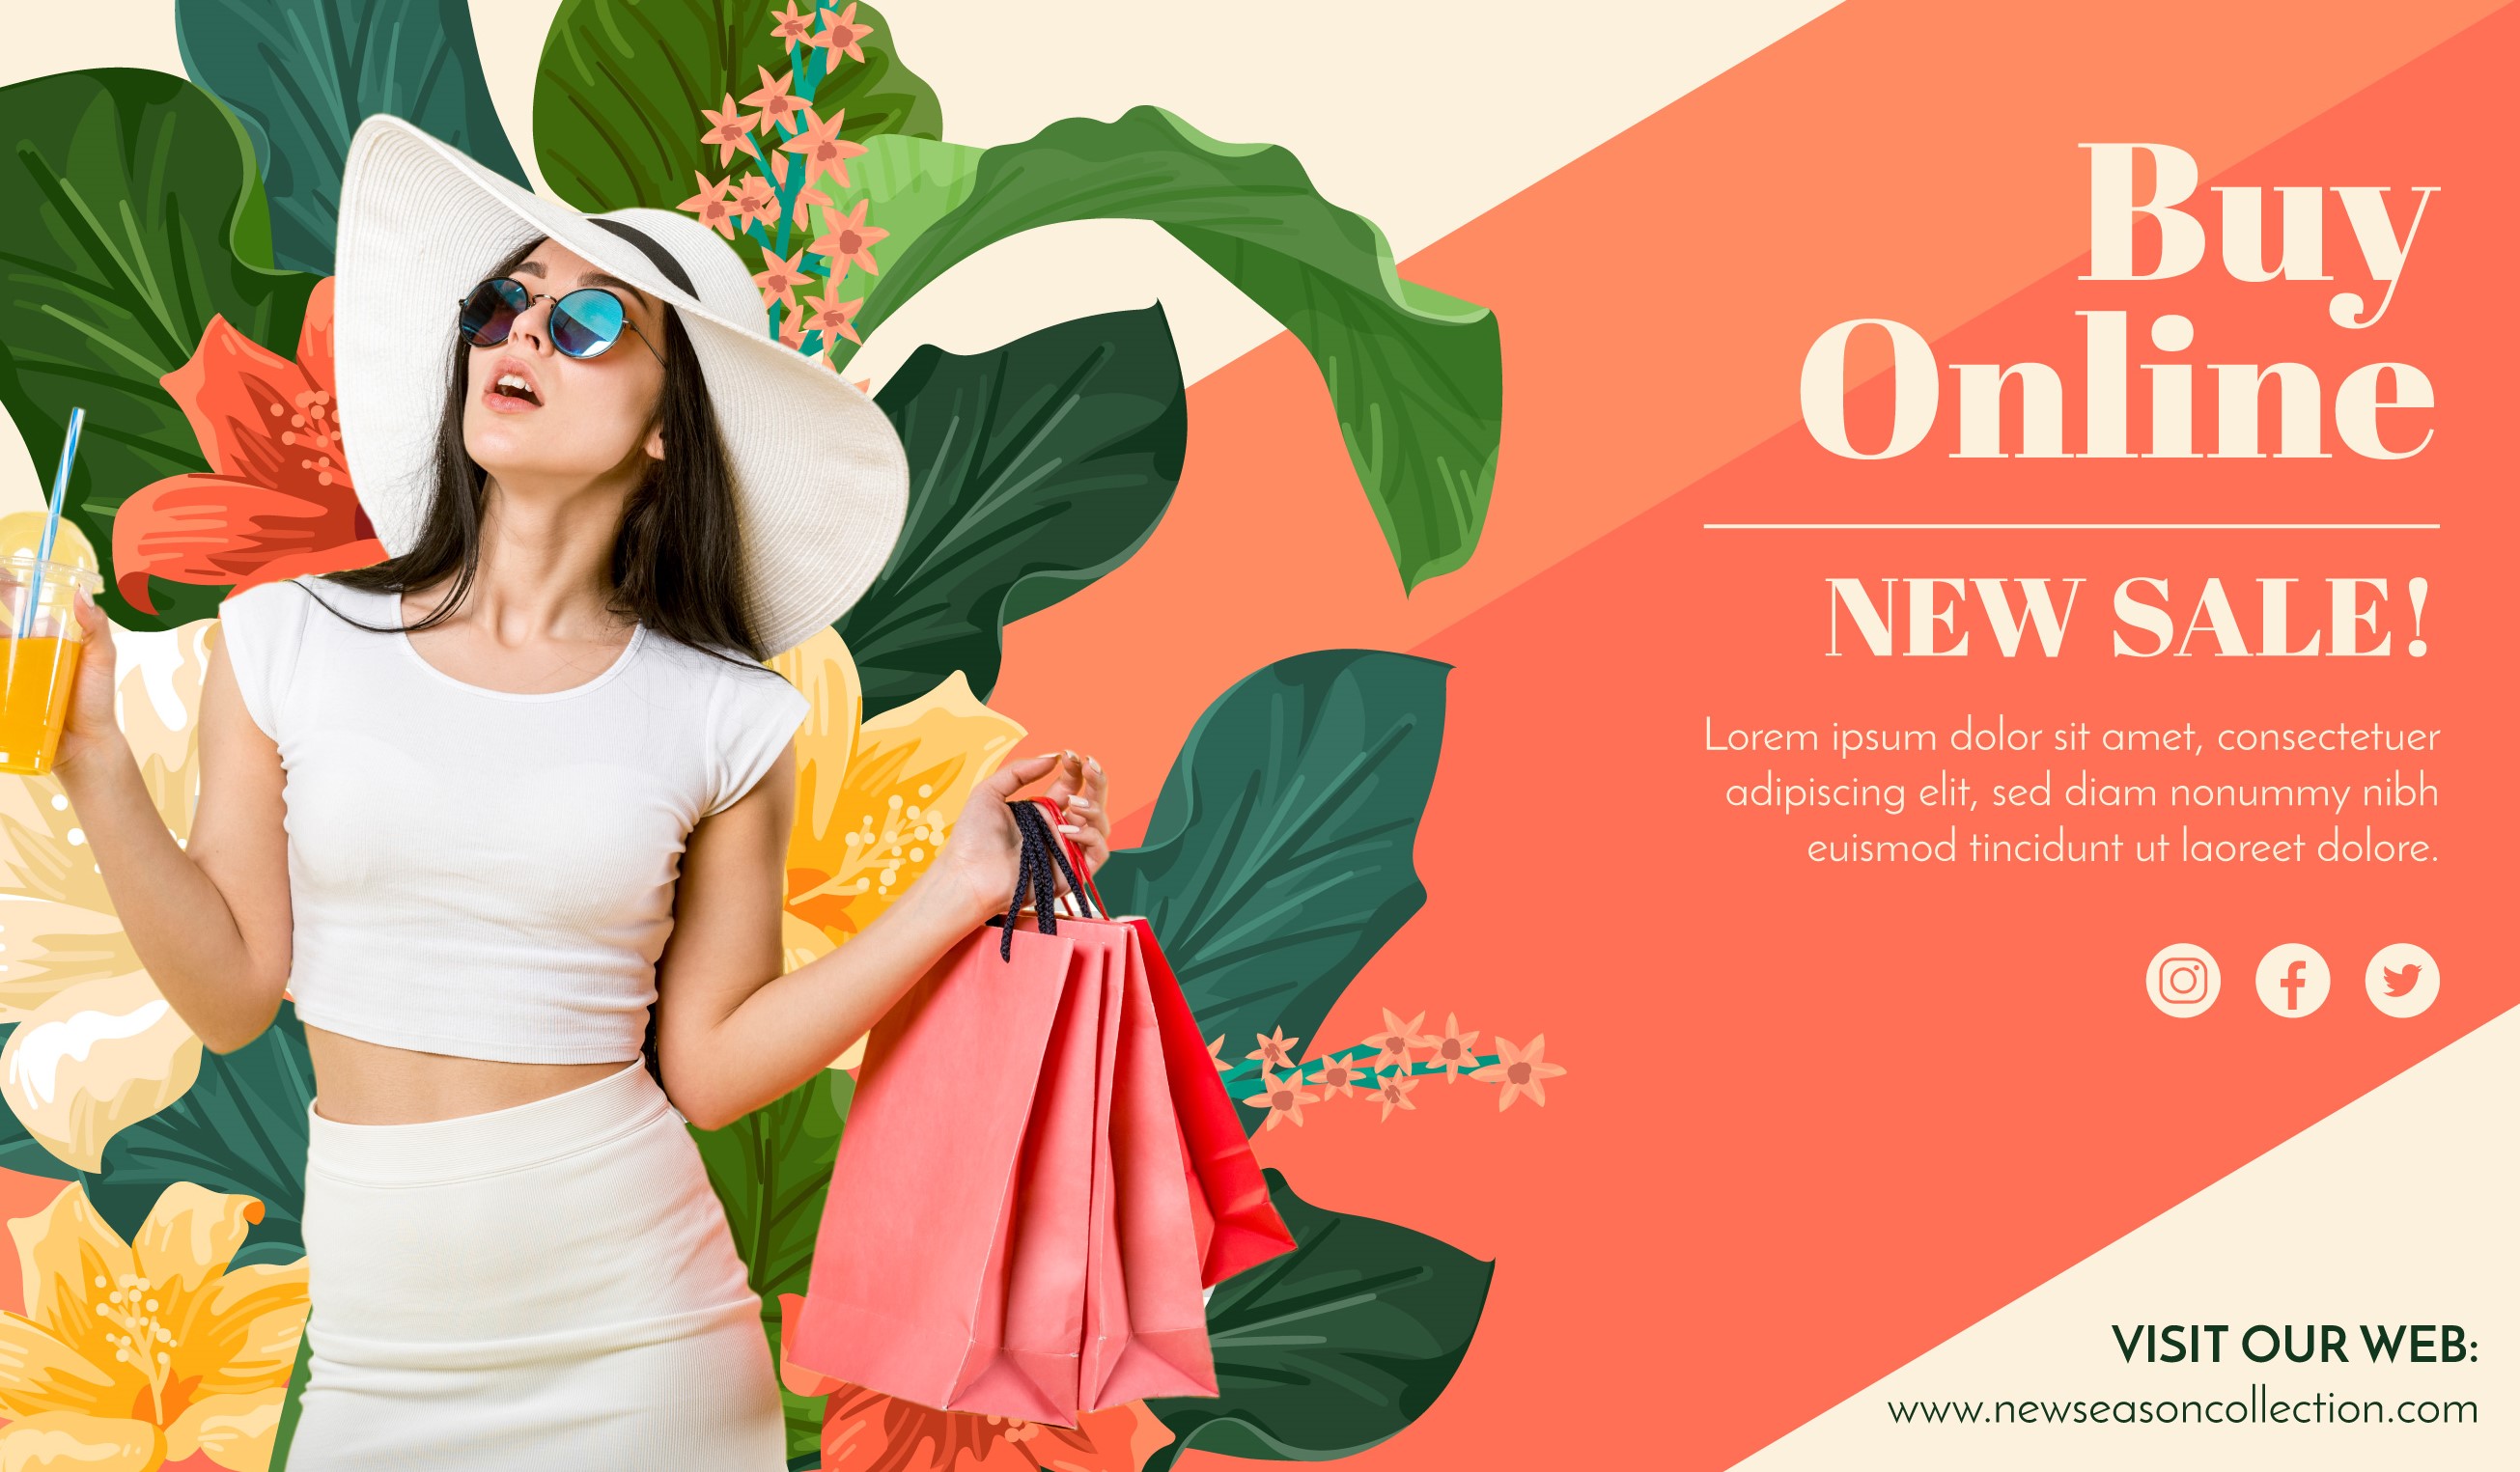 Buy
Online
NEW SALE!
Lorem ipsum dolor sit amet, consectetuer
adipiscing elit, sed diam nonummy nibh
euismod tincidunt ut laoreet dolore.
VISIT OUR WEB:
www.newseasoncollection.com